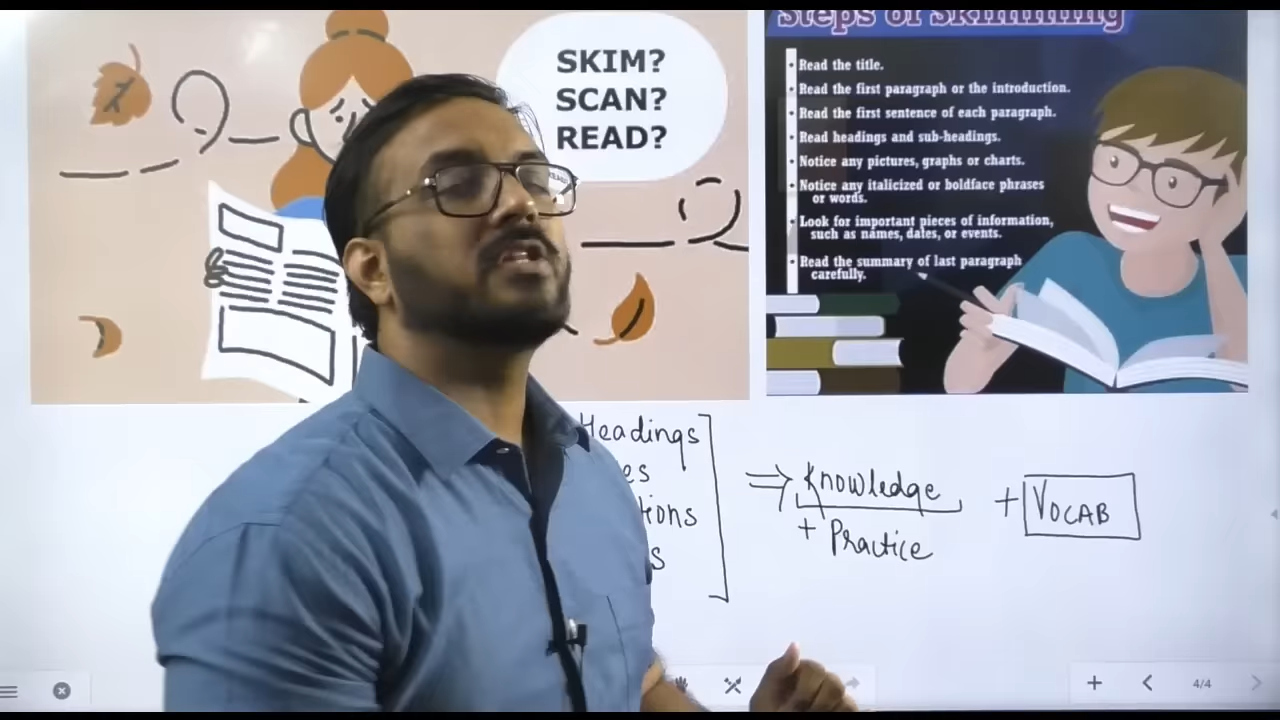 SKIM?
SCAN?
READ?
Steps of Skimming
• Read the title.
• Read the first paragraph or the introduction.
• Read the first sentence of each paragraph.
• Read headings and sub-headings.
• Notice any pictures, graphs or charts.
• Notice any italicized or boldface phrases
or words.
• Look for important pieces of information,
such as names, dates, or events.
• Read the summary of last paragraph
carefully.
Headings
es
tions
s
⇒ Knowledge
+ Practice
+ VOCAB
4/4